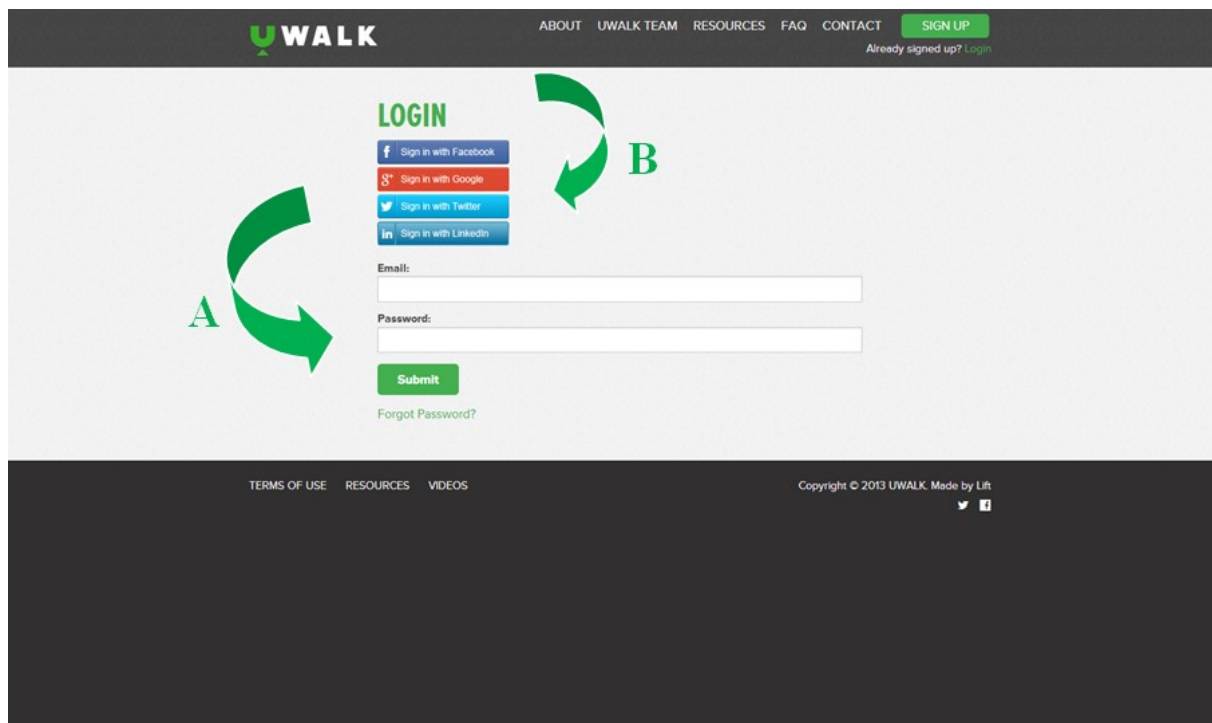 UWALK
ABOUT UWALK TEAM RESOURCES FAQ CONTACT SIGN UP
Already signed up? Login
LOGIN
Sign in with Facebook
Sign in with Google
Sign in with Twitter
Sign in with LinkedIn
B
A
Email:
Password:
Submit
Forgot Password?
TERMS OF USE RESOURCES VIDEOS
Copyright © 2013 UWALK. Made by Lift